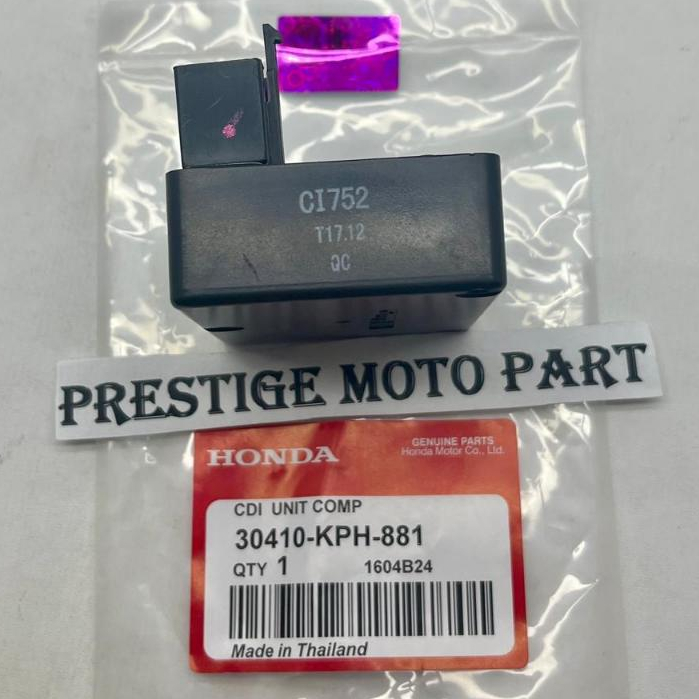 CI752
T17.12
QC
PRESTIGE MOTO PART
HONDA
GENUINE PARTS
Honda Motor Co., Ltd.
CDI UNIT COMP
30410-KPH-881
QTY 1 1604B24
Made in Thailand